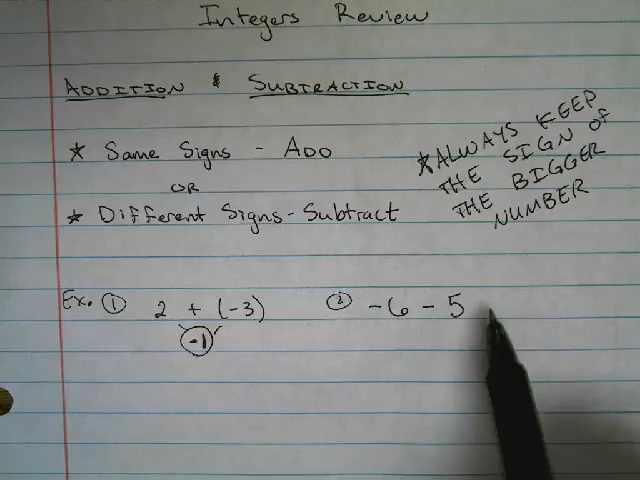 Integers Review
ADDITION & SUBTRACTION
* Same Signs - ADD
OR
* Different Signs - Subtract
* ALWAYS KEEP
THE SIGN OF
THE BIGGER
NUMBER
Ex. ① 2 + (-3)
-1
② -6 - 5